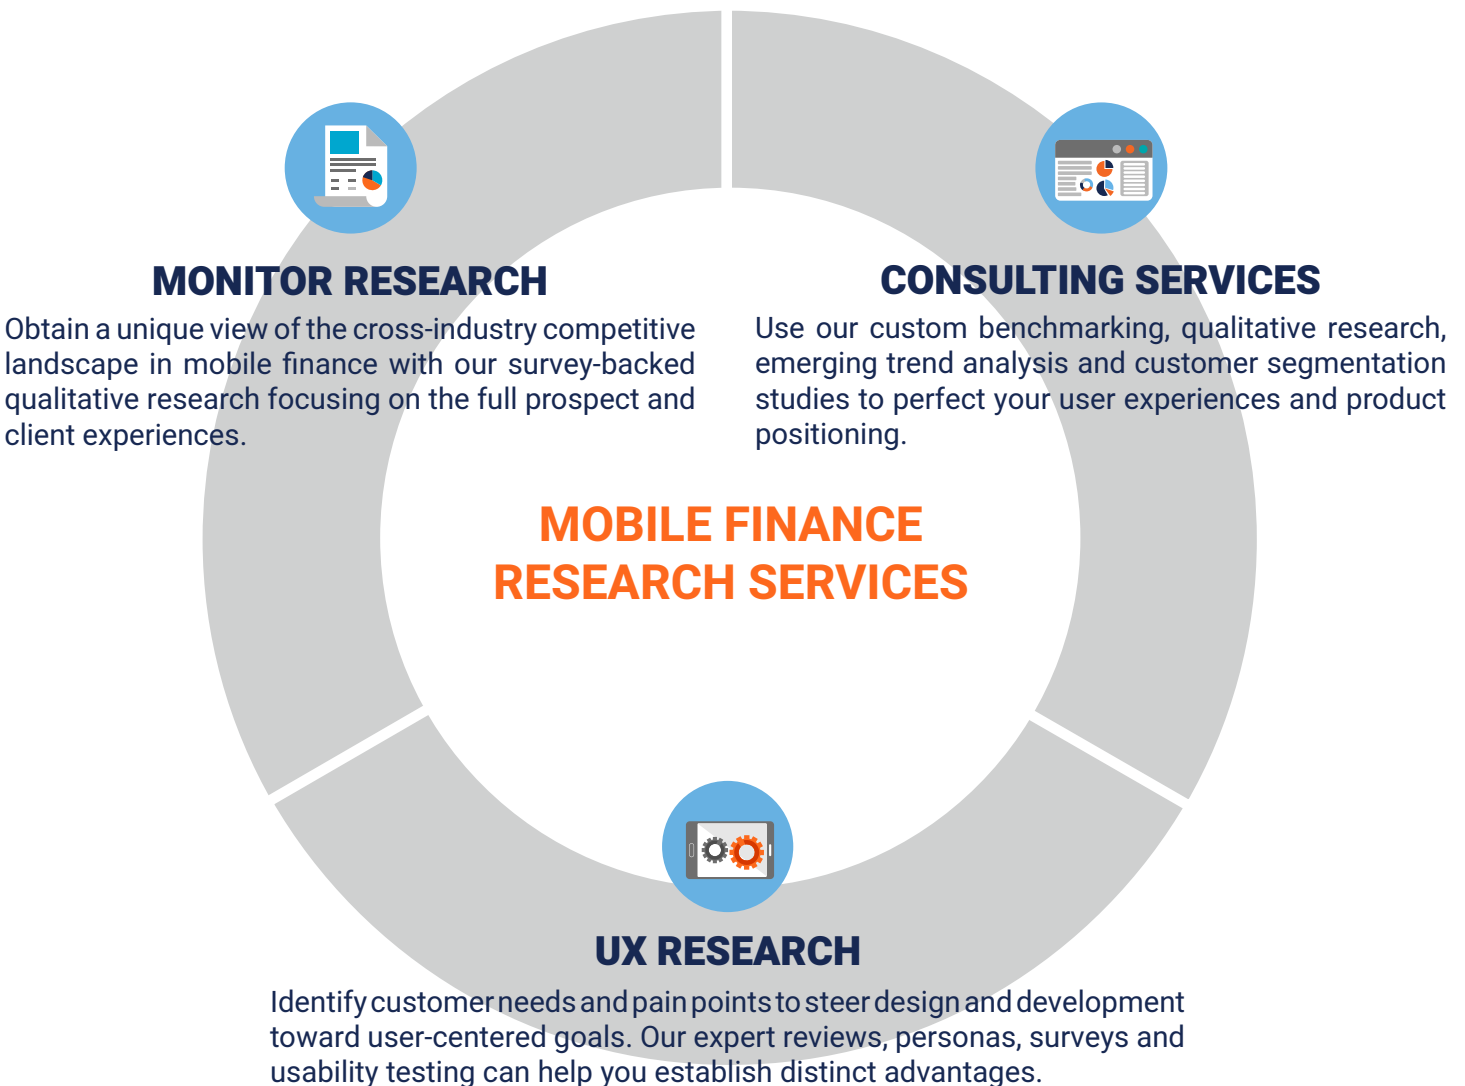 MONITOR RESEARCH
Obtain a unique view of the cross-industry competitive
landscape in mobile finance with our survey-backed
qualitative research focusing on the full prospect and
client experiences.
CONSULTING SERVICES
Use our custom benchmarking, qualitative research,
emerging trend analysis and customer segmentation
studies to perfect your user experiences and product
positioning.
MOBILE FINANCE
RESEARCH SERVICES
UX RESEARCH
Identify customer needs and pain points to steer design and development
toward user-centered goals. Our expert reviews, personas, surveys and
usability testing can help you establish distinct advantages.